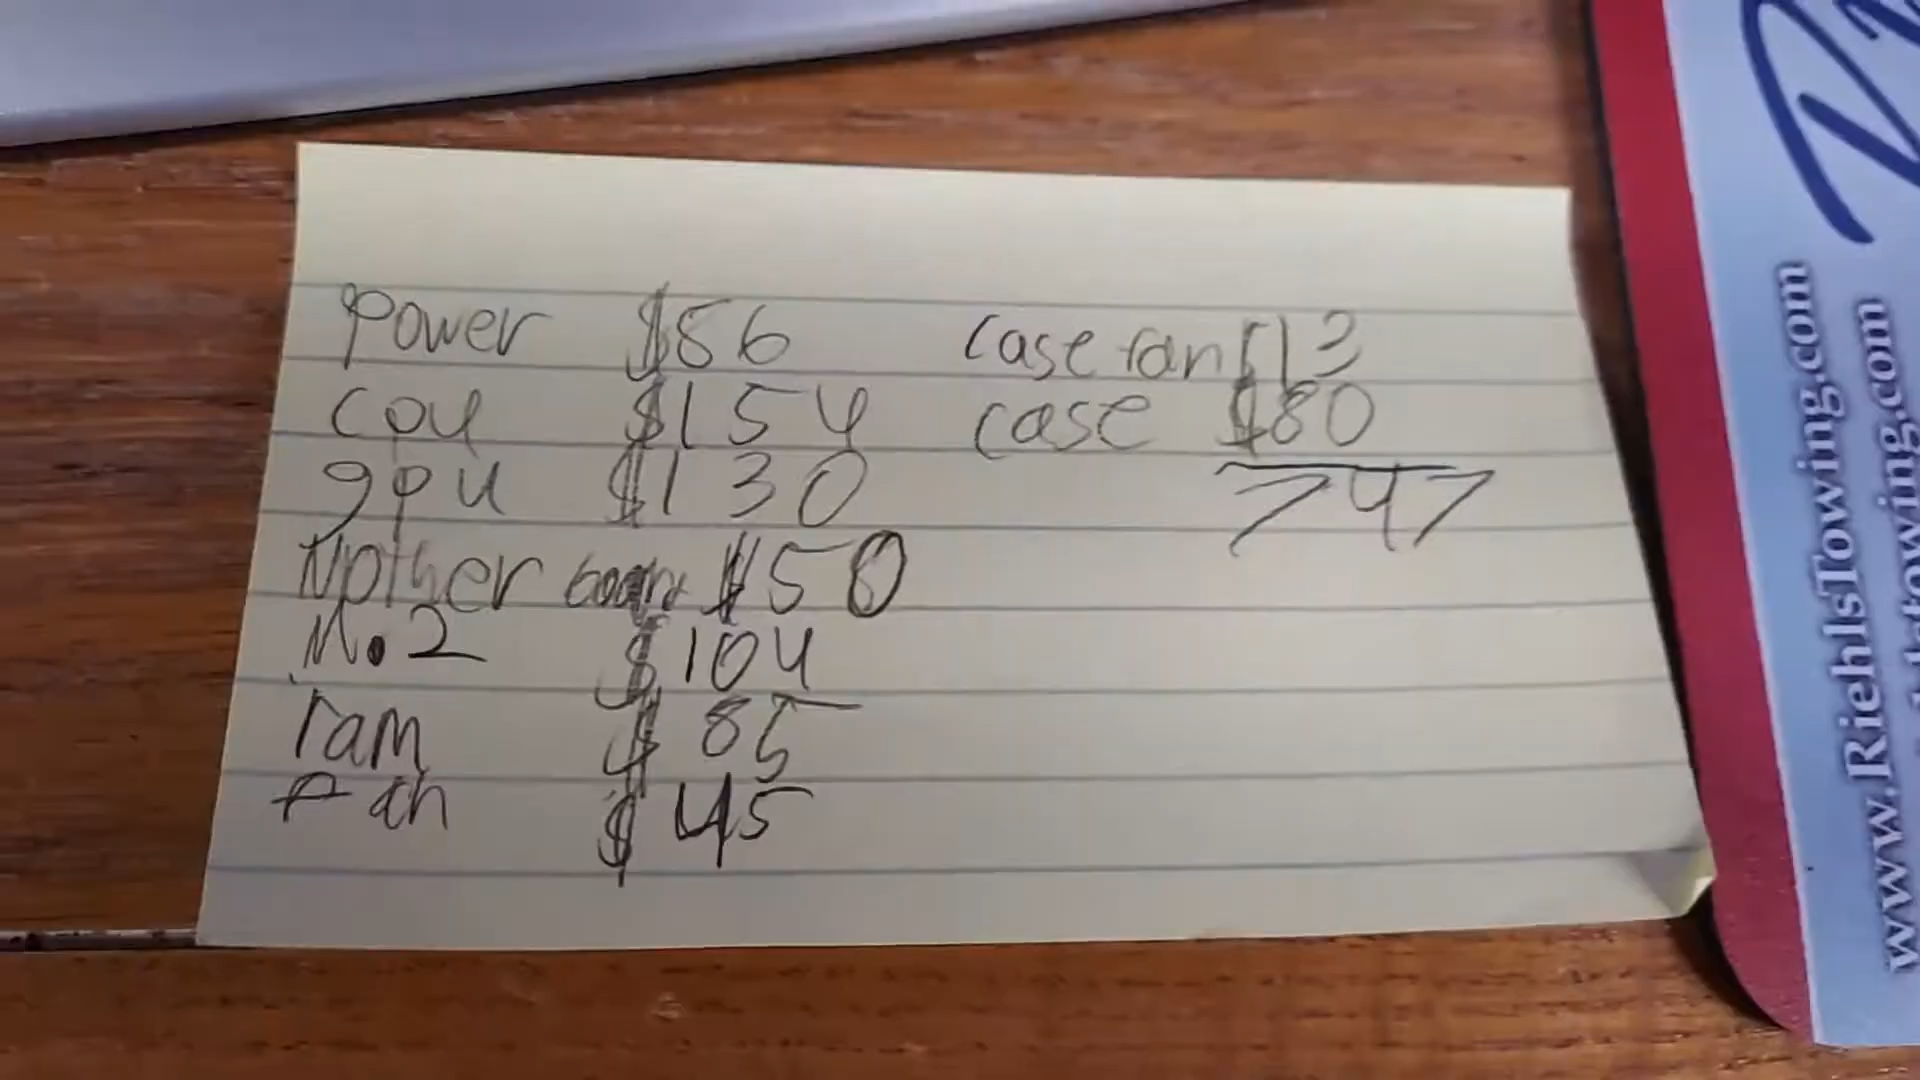 Power $86
cpu $154
gpu $130
Mother board $50
M.2 $104
ram $85
Fan $45
case fan $13
case $80
747
www.RiehlsTowing.com